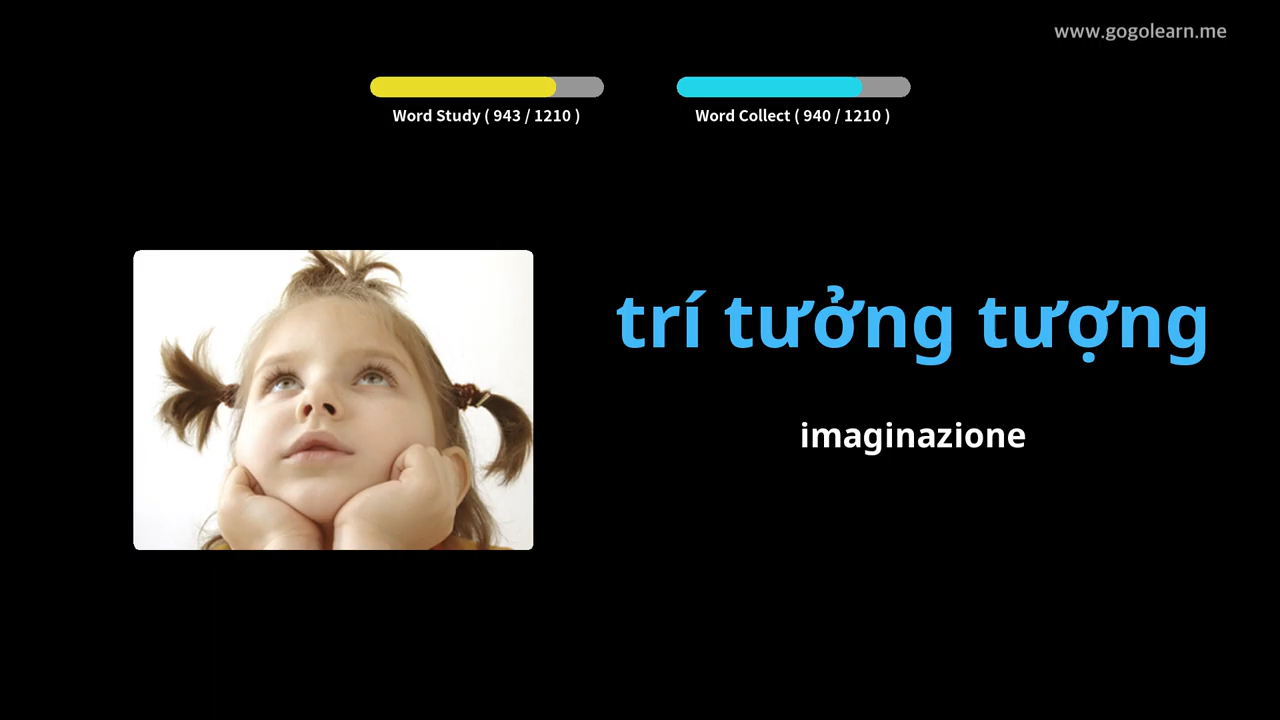 www.gogolearn.me
Word Study ( 943 / 1210 )
Word Collect ( 940 / 1210 )
trí tưởng tượng
imaginazione